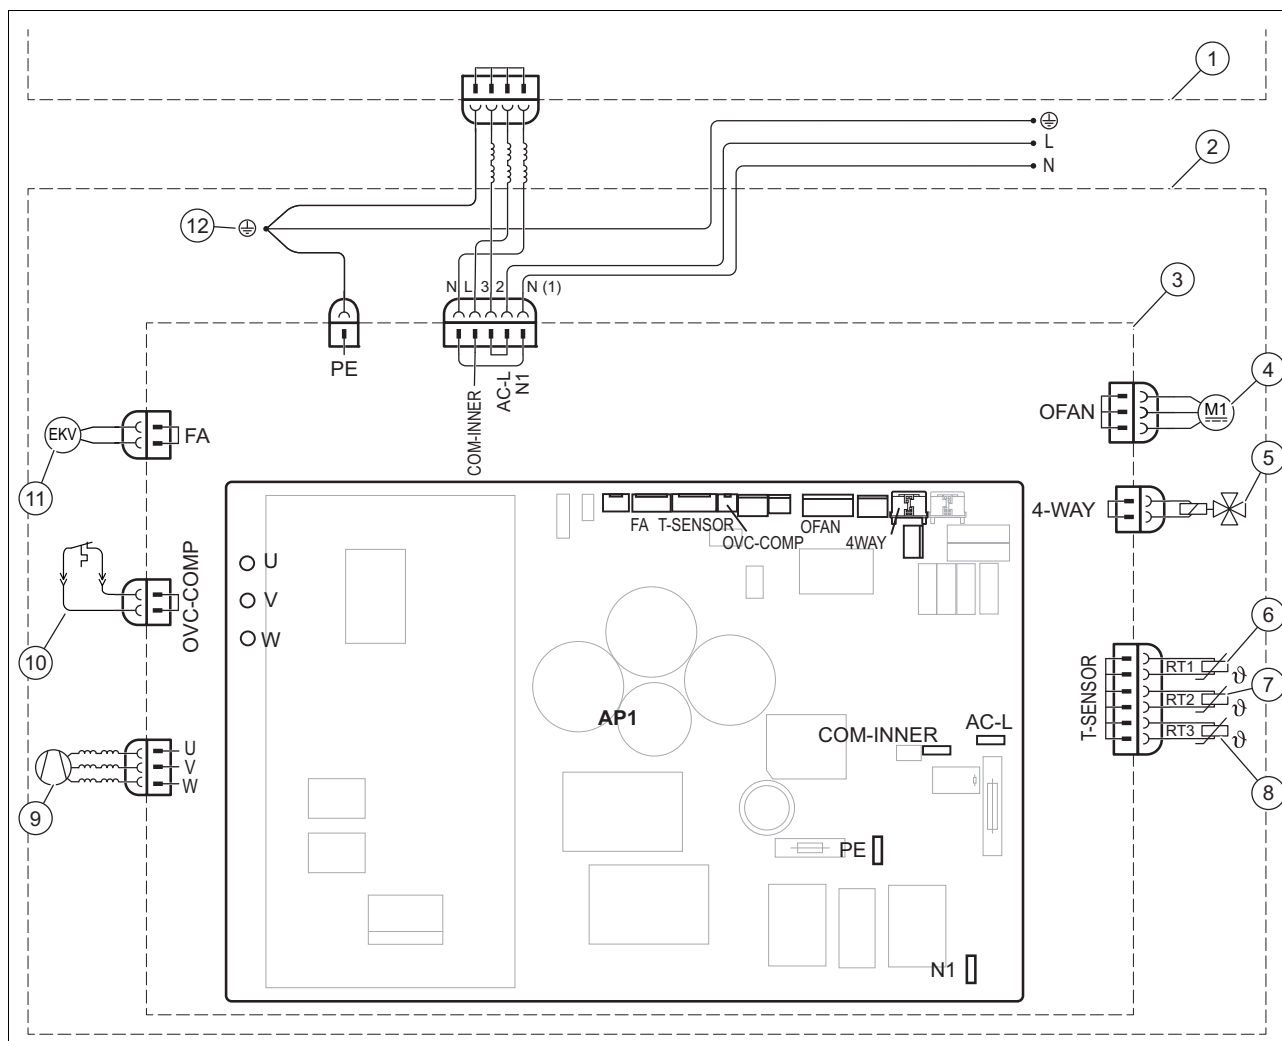 1
L
N
2
12
N L 3 2 N (1)
3
PE
COM-INNER
AC-L
N1
OFAN
M1
4
EKV
FA
11
4-WAY
5
FA T-SENSOR
OVC-COMP
OFAN
4WAY
OVC-COMP
U
V
W
10
T-SENSOR
RT1
ϑ
6
RT2
ϑ
7
RT3
ϑ
8
AP1
COM-INNER
AC-L
U
V
W
9
PE
N1